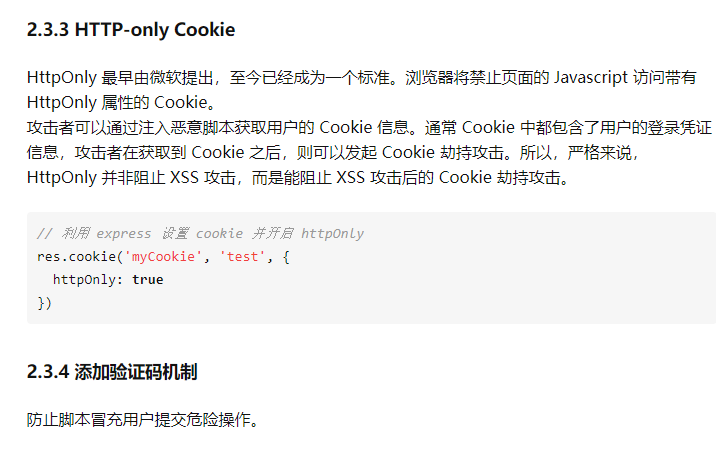 2.3.3 HTTP-only Cookie
HttpOnly 最早由微软提出，至今已经成为一个标准。浏览器将禁止页面的 Javascript 访问带有
HttpOnly 属性的 Cookie。
攻击者可以通过注入恶意脚本获取用户的 Cookie 信息。通常 Cookie 中都包含了用户的登录凭证
信息，攻击者在获取到 Cookie 之后，则可以发起 Cookie 劫持攻击。所以，严格来说，
HttpOnly 并非阻止 XSS 攻击，而是能阻止 XSS 攻击后的 Cookie 劫持攻击。
// 利用 express 设置 cookie 并开启 httpOnly
res.cookie('myCookie', 'test', {
  httpOnly: true
})
2.3.4 添加验证码机制
防止脚本冒充用户提交危险操作。